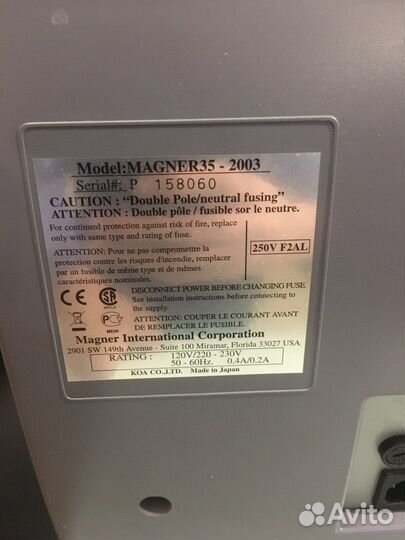 Model:MAGNER35 - 2003
Serial#: P 158060
CAUTION : "Double Pole/neutral fusing"
ATTENTION : Double pôle / fusible sor le neutre.
For continued protection against risk of fire, replace
only with same type and rating of fuse.
ATTENTION: Pour ne pas compromettre la
protection contre les risques d'incendie, remplacer
par un fusible de même type et de mêmes
caractéristiques nominales.
250V F2AL
DISCONNECT POWER BEFORE CHANGING FUSE.
See installation instructions before connecting to
the supply.
ATTENTION: COUPER LE COURANT AVANT
DE REMPLACER LE FUSIBLE.
CE
Magner International Corporation
2901 SW 149th Avenue - Suite 100 Miramar, Florida 33027 USA
RATING : 120V/220 - 230V
50 - 60Hz. 0.4A/0.2A
KOA CO.,LTD. Made in Japan
Avito